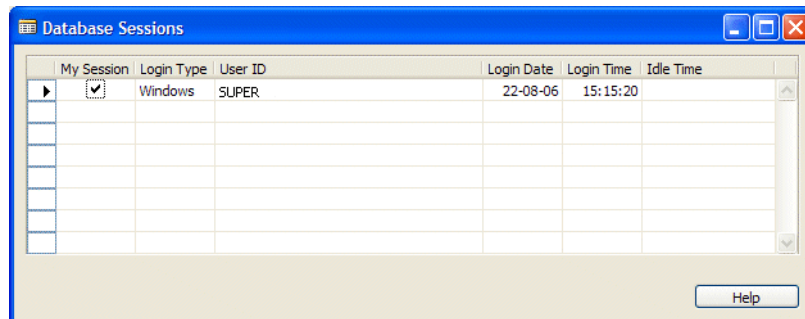 Database Sessions
My Session Login Type User ID Login Date Login Time Idle Time
Windows SUPER 22-08-06 15:15:20
Help